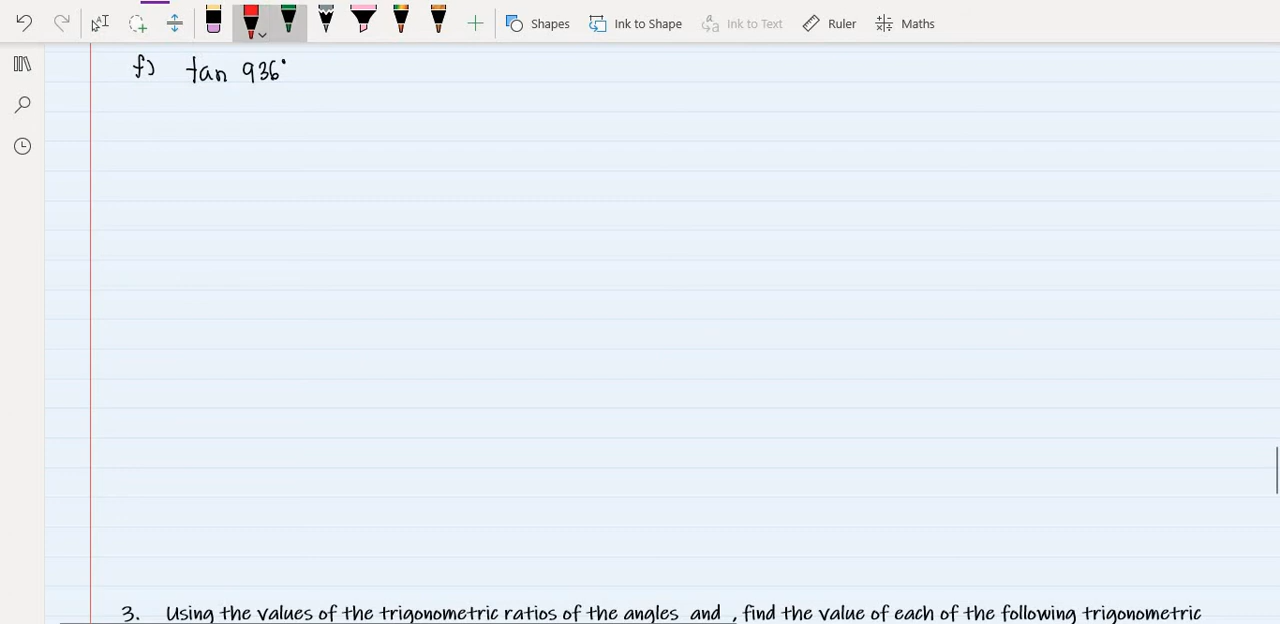 Shapes Ink to Shape Ink to Text Ruler Maths
f) tan 936°
3. Using the values of the trigonometric ratios of the angles and , find the value of each of the following trigonometric